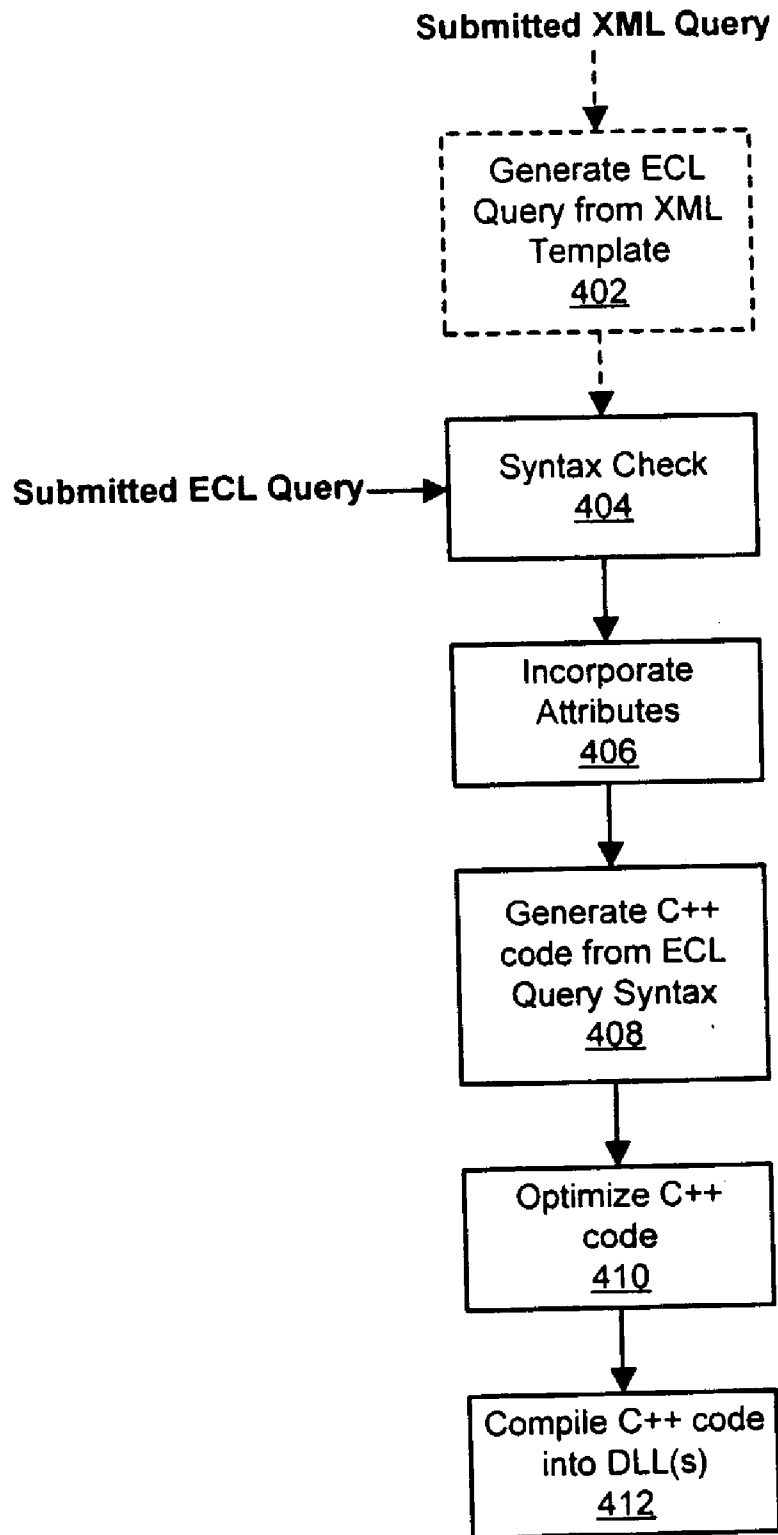 Submitted XML Query
Generate ECL
Query from XML
Template
402
Submitted ECL Query
Syntax Check
404
Incorporate
Attributes
406
Generate C++
code from ECL
Query Syntax
408
Optimize C++
code
410
Compile C++ code
into DLL(s)
412